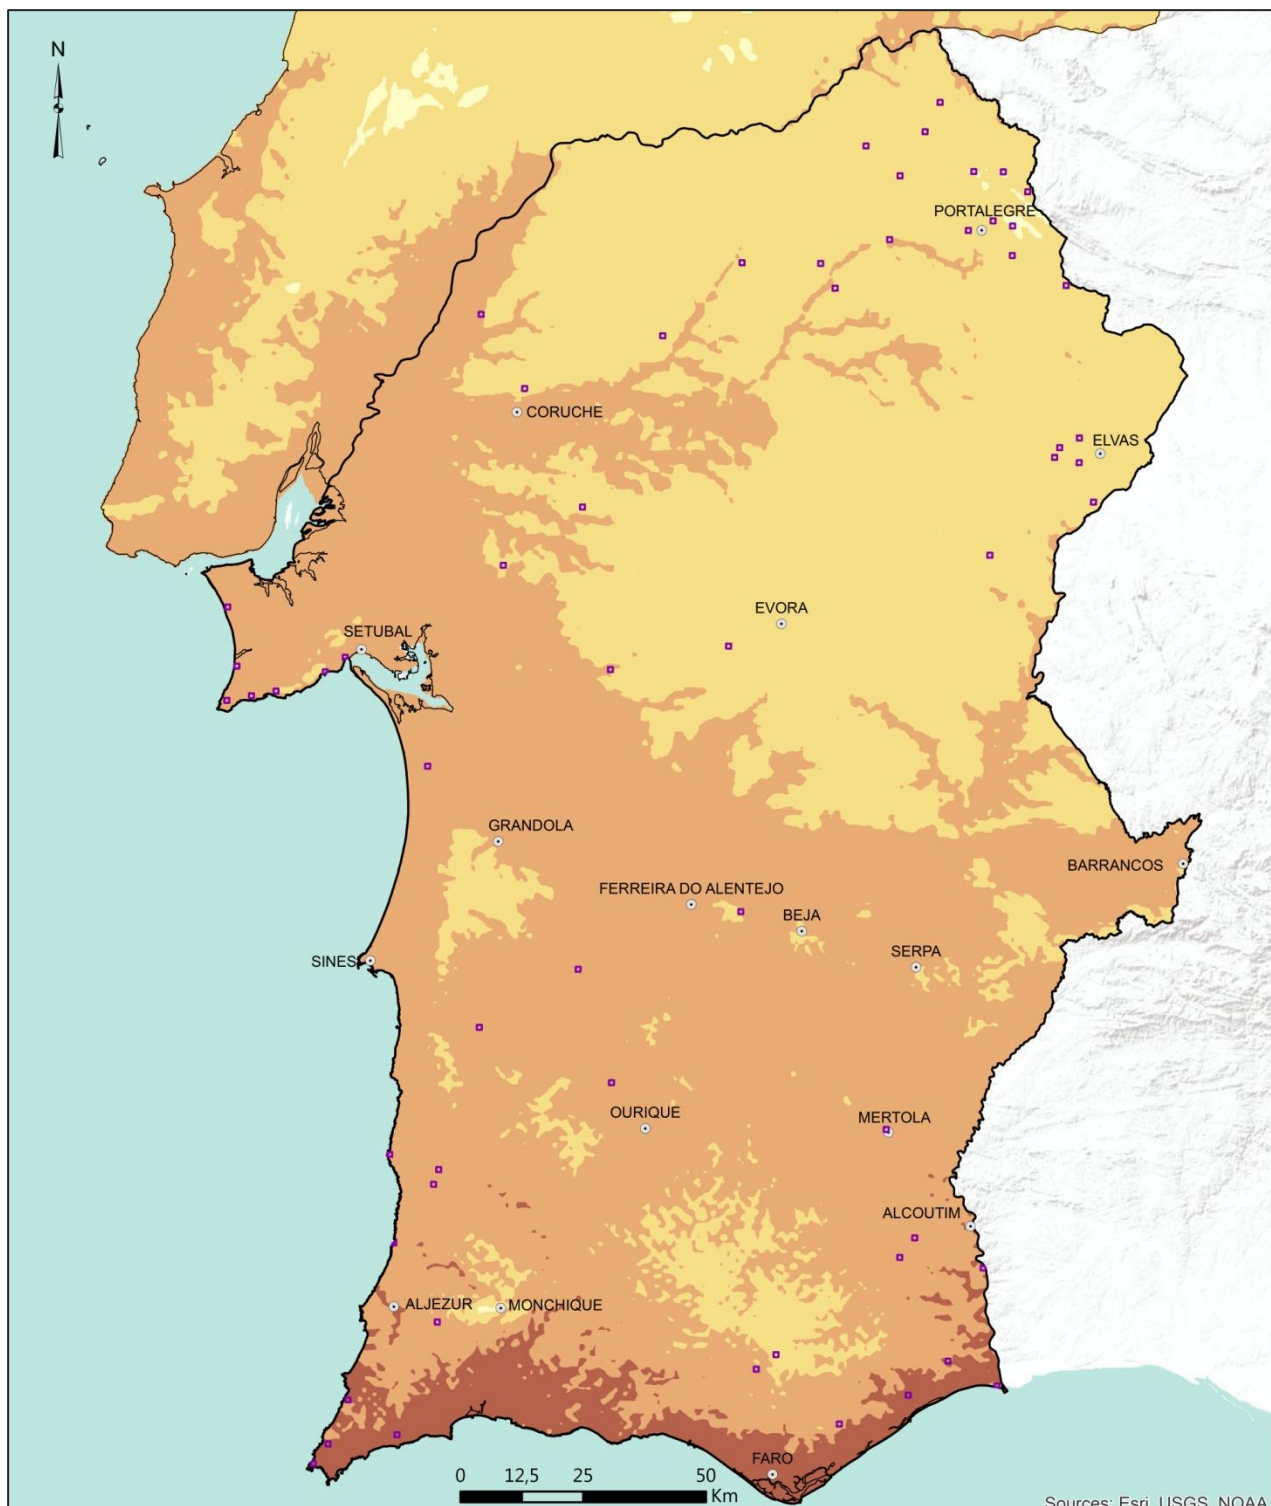 N
PORTALEGRE
CORUCHE
ELVAS
EVORA
SETUBAL
GRANDOLA
BARRANCOS
FERREIRA DO ALENTEJO
BEJA
SERPA
SINES
OURIQUE
MERTOLA
ALCOUTIM
ALJEZUR
MONCHIQUE
FARO
0 12,5 25 50
Km
Sources: Esri, USGS, NOAA